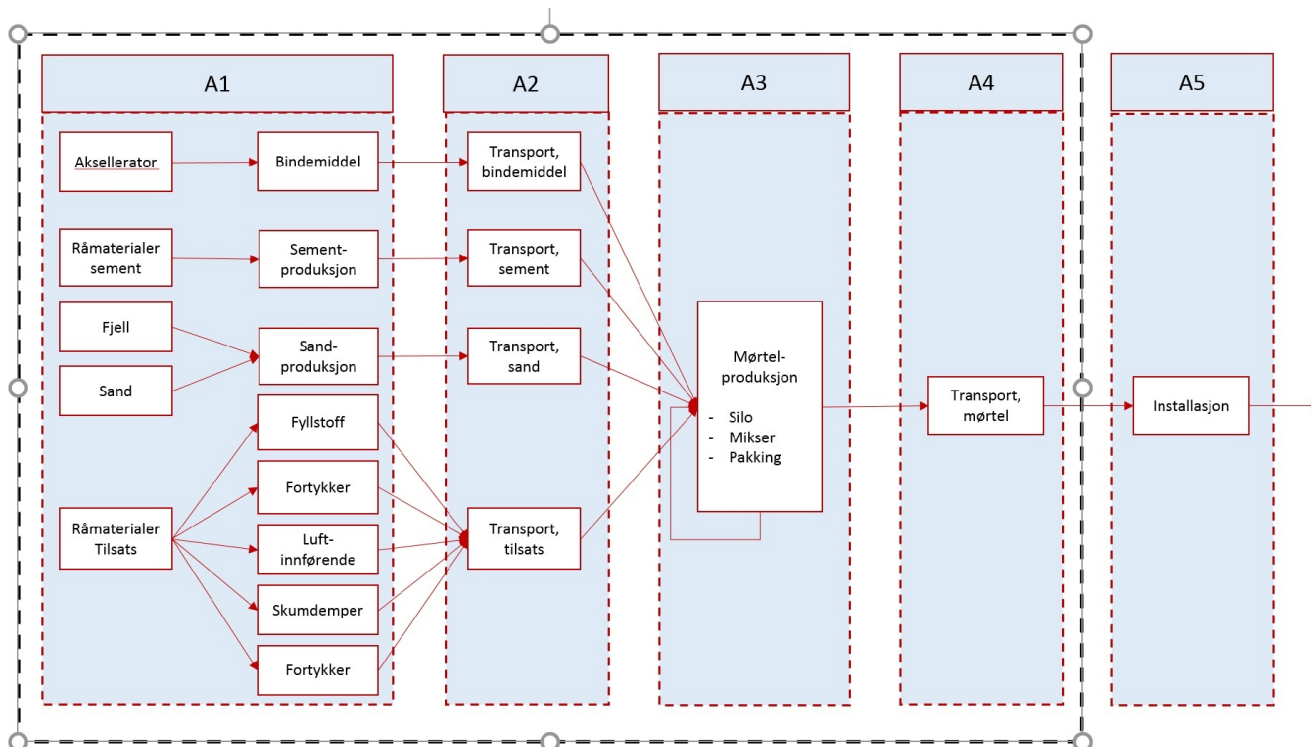 A1
A2
A3
A4
A5
Aksellerator
Bindemiddel
Transport,
bindemiddel
Råmaterialer
sement
Sement-
produksjon
Transport,
sement
Fjell
Sand
Sand-
produksjon
Transport,
sand
Fyllstoff
Fortykker
Råmaterialer
Tilsats
Luft-
innførende
Skumdemper
Fortykker
Transport,
tilsats
Mørtel-
produksjon
- Silo
- Mikser
- Pakking
Transport,
mørtel
Installasjon